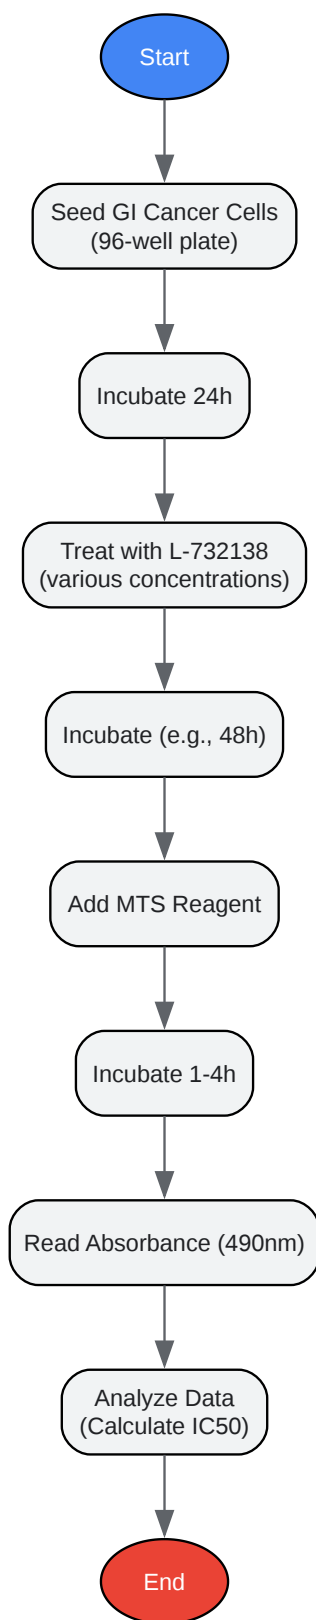 Start
Seed GI Cancer Cells
(96-well plate)
Incubate 24h
Treat with L-732138
(various concentrations)
Incubate (e.g., 48h)
Add MTS Reagent
Incubate 1-4h
Read Absorbance (490nm)
Analyze Data
(Calculate IC50)
End